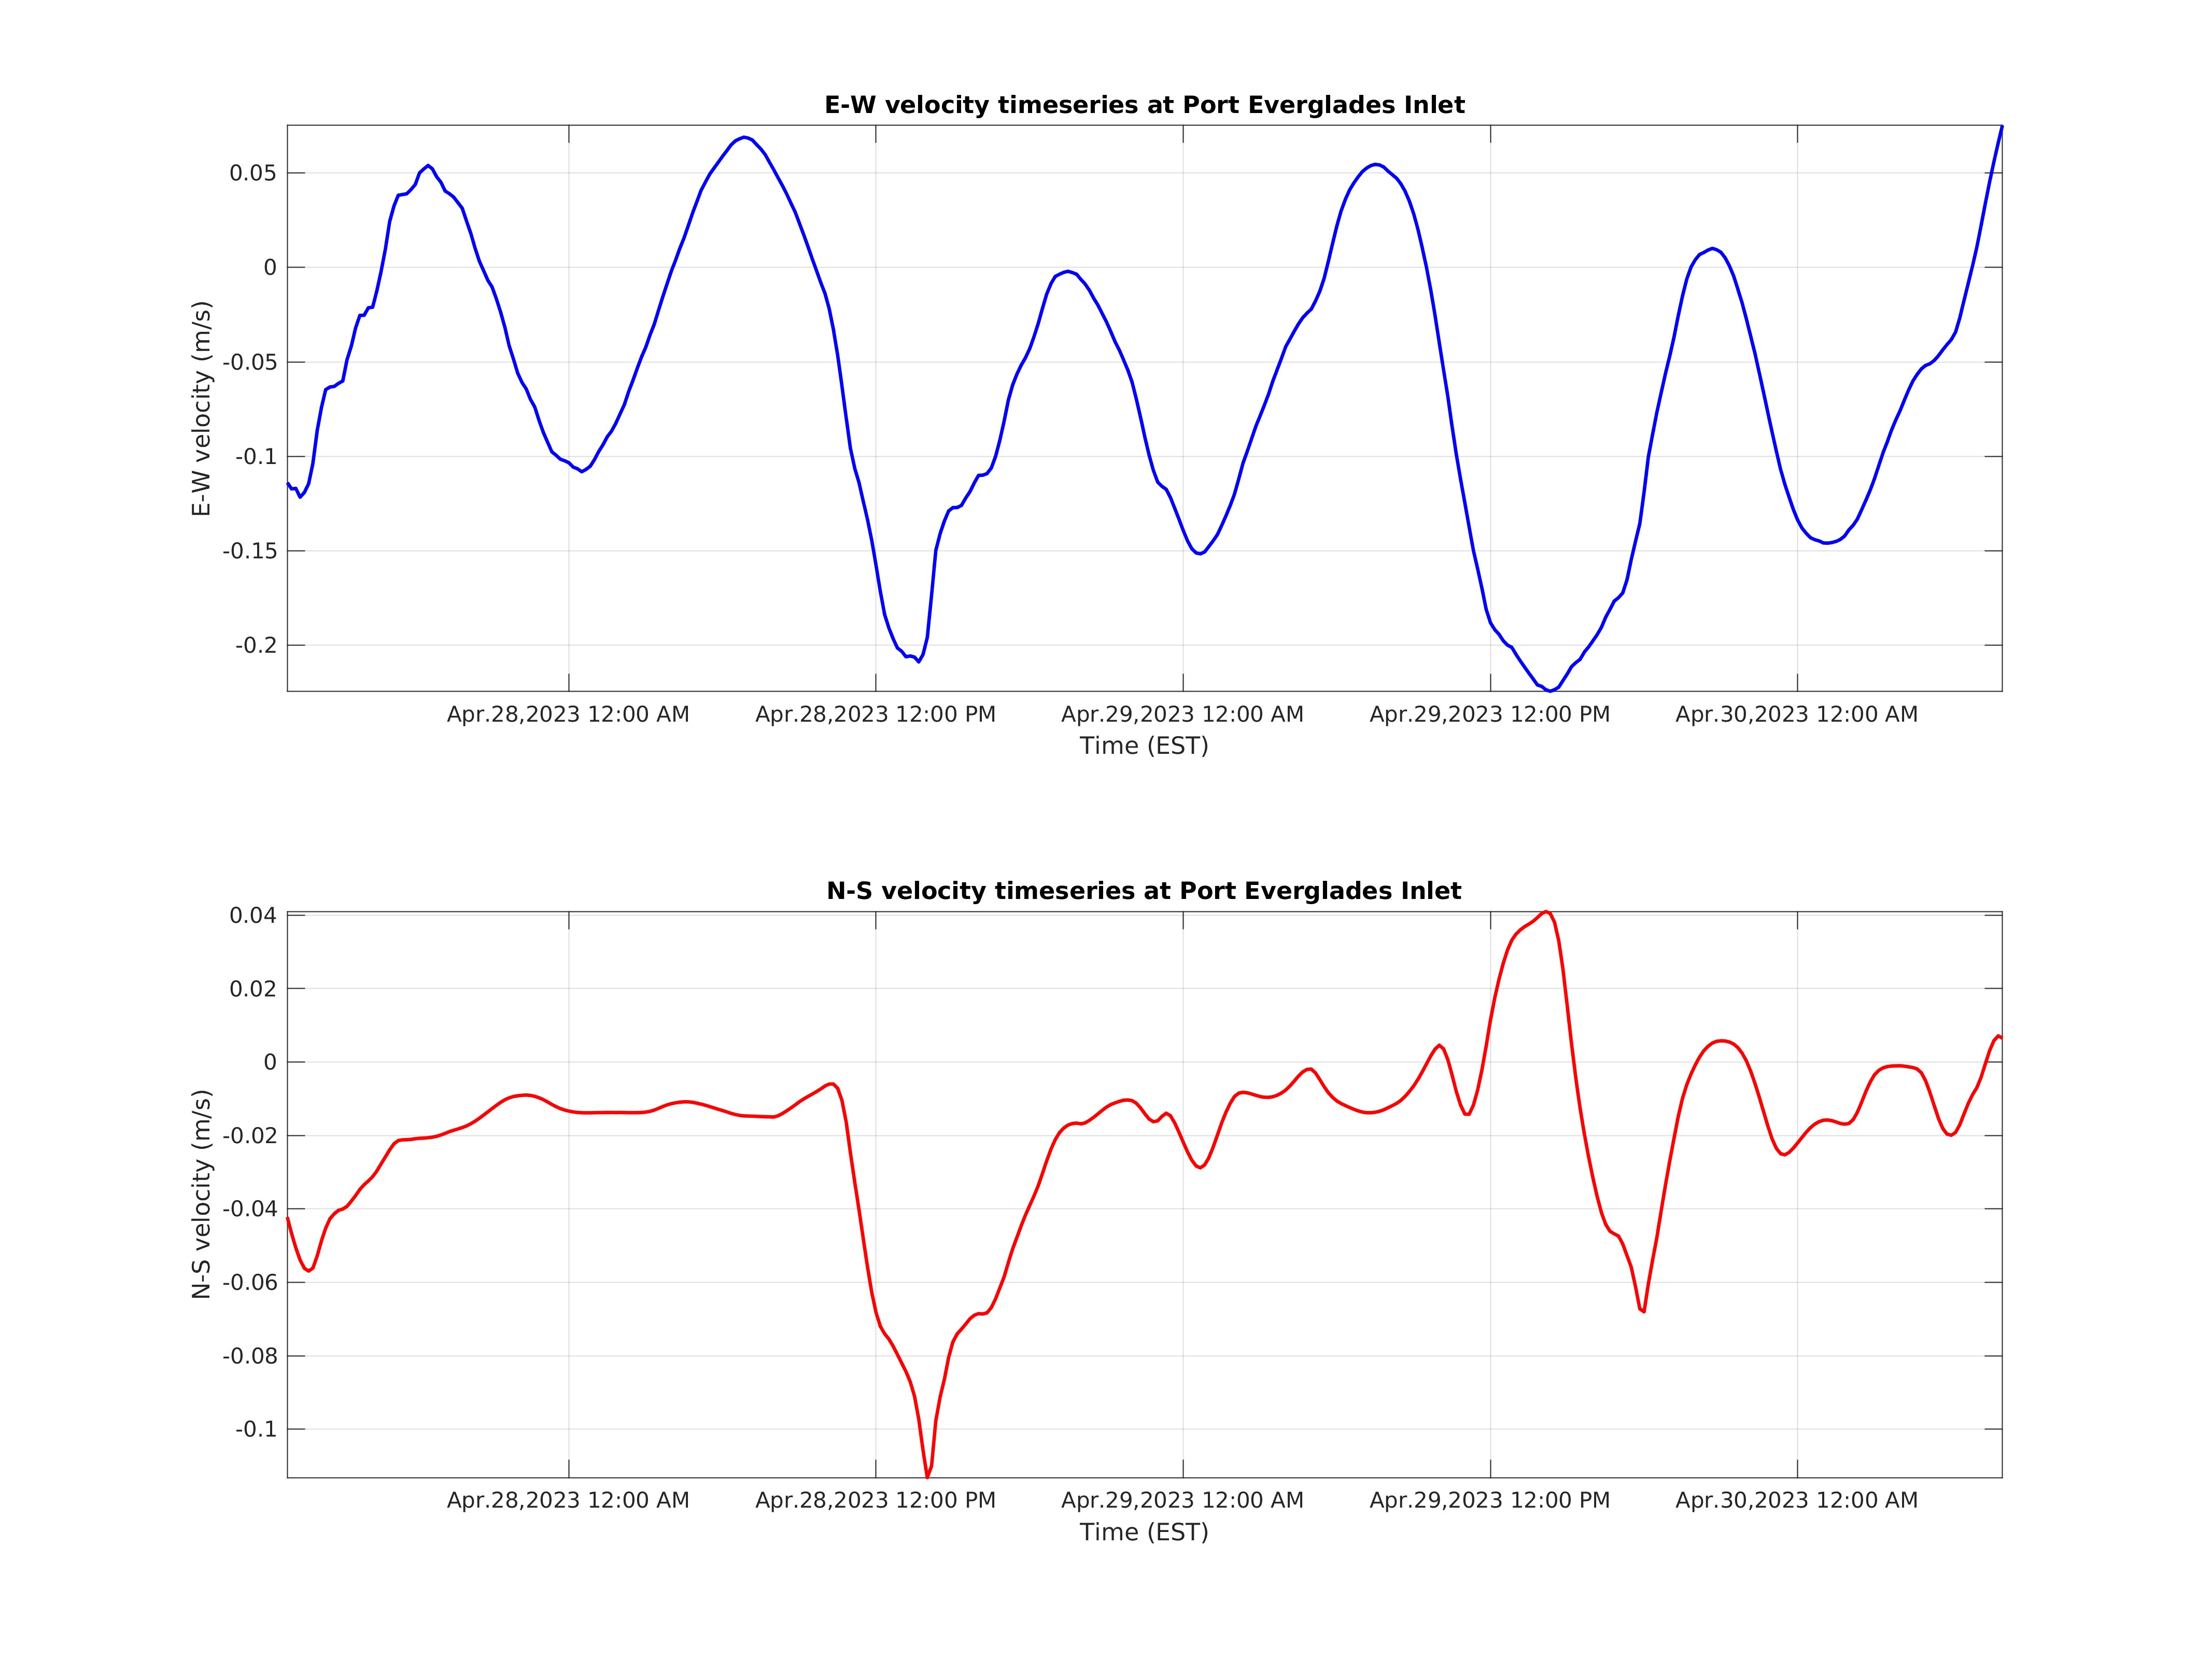 E-W velocity timeseries at Port Everglades Inlet
E-W velocity (m/s)
0.05
0
-0.05
-0.1
-0.15
-0.2
Apr.28,2023 12:00 AM Apr.28,2023 12:00 PM Apr.29,2023 12:00 AM Apr.29,2023 12:00 PM Apr.30,2023 12:00 AM
Time (EST)
N-S velocity timeseries at Port Everglades Inlet
N-S velocity (m/s)
0.04
0.02
0
-0.02
-0.04
-0.06
-0.08
-0.1
Apr.28,2023 12:00 AM Apr.28,2023 12:00 PM Apr.29,2023 12:00 AM Apr.29,2023 12:00 PM Apr.30,2023 12:00 AM
Time (EST)